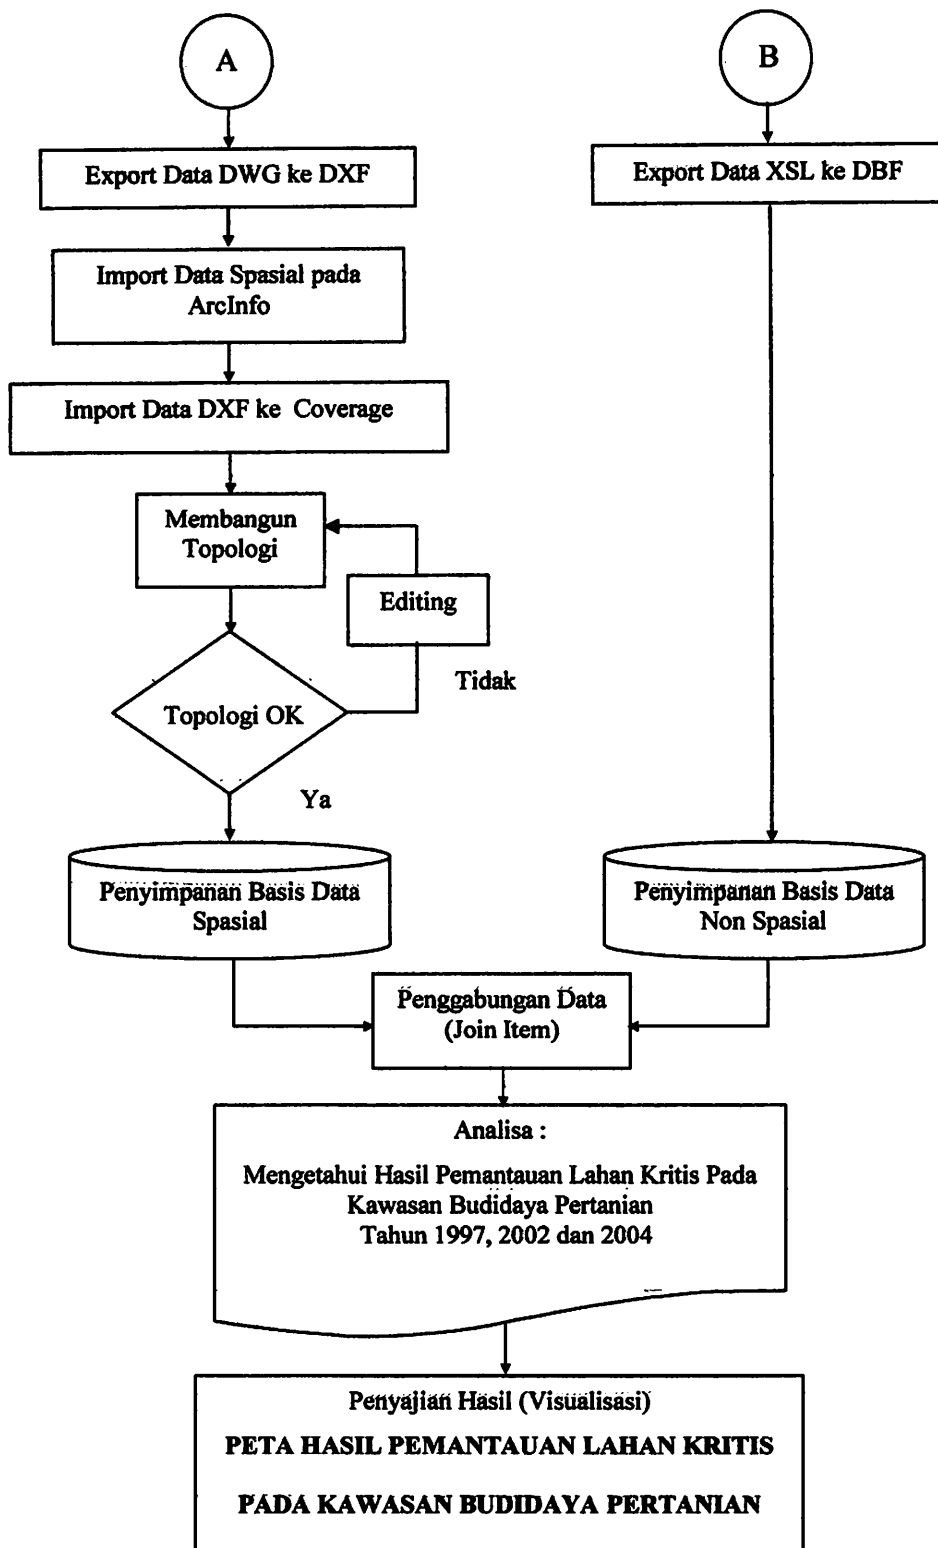 A
B
Export Data DWG ke DXF
Export Data XSL ke DBF
Import Data Spasial pada
ArcInfo
Import Data DXF ke Coverage
Membangun
Topologi
Editing
Tidak
Topologi OK
Ya
Penyimpanan Basis Data
Spasial
Penyimpanan Basis Data
Non Spasial
Penggabungan Data
(Join Item)
Analisa :
Mengetahui Hasil Pemantauan Lahan Kritis Pada
Kawasan Budidaya Pertanian
Tahun 1997, 2002 dan 2004
Penyajian Hasil (Visualisasi)
PETA HASIL PEMANTAUAN LAHAN KRITIS
PADA KAWASAN BUDIDAYA PERTANIAN